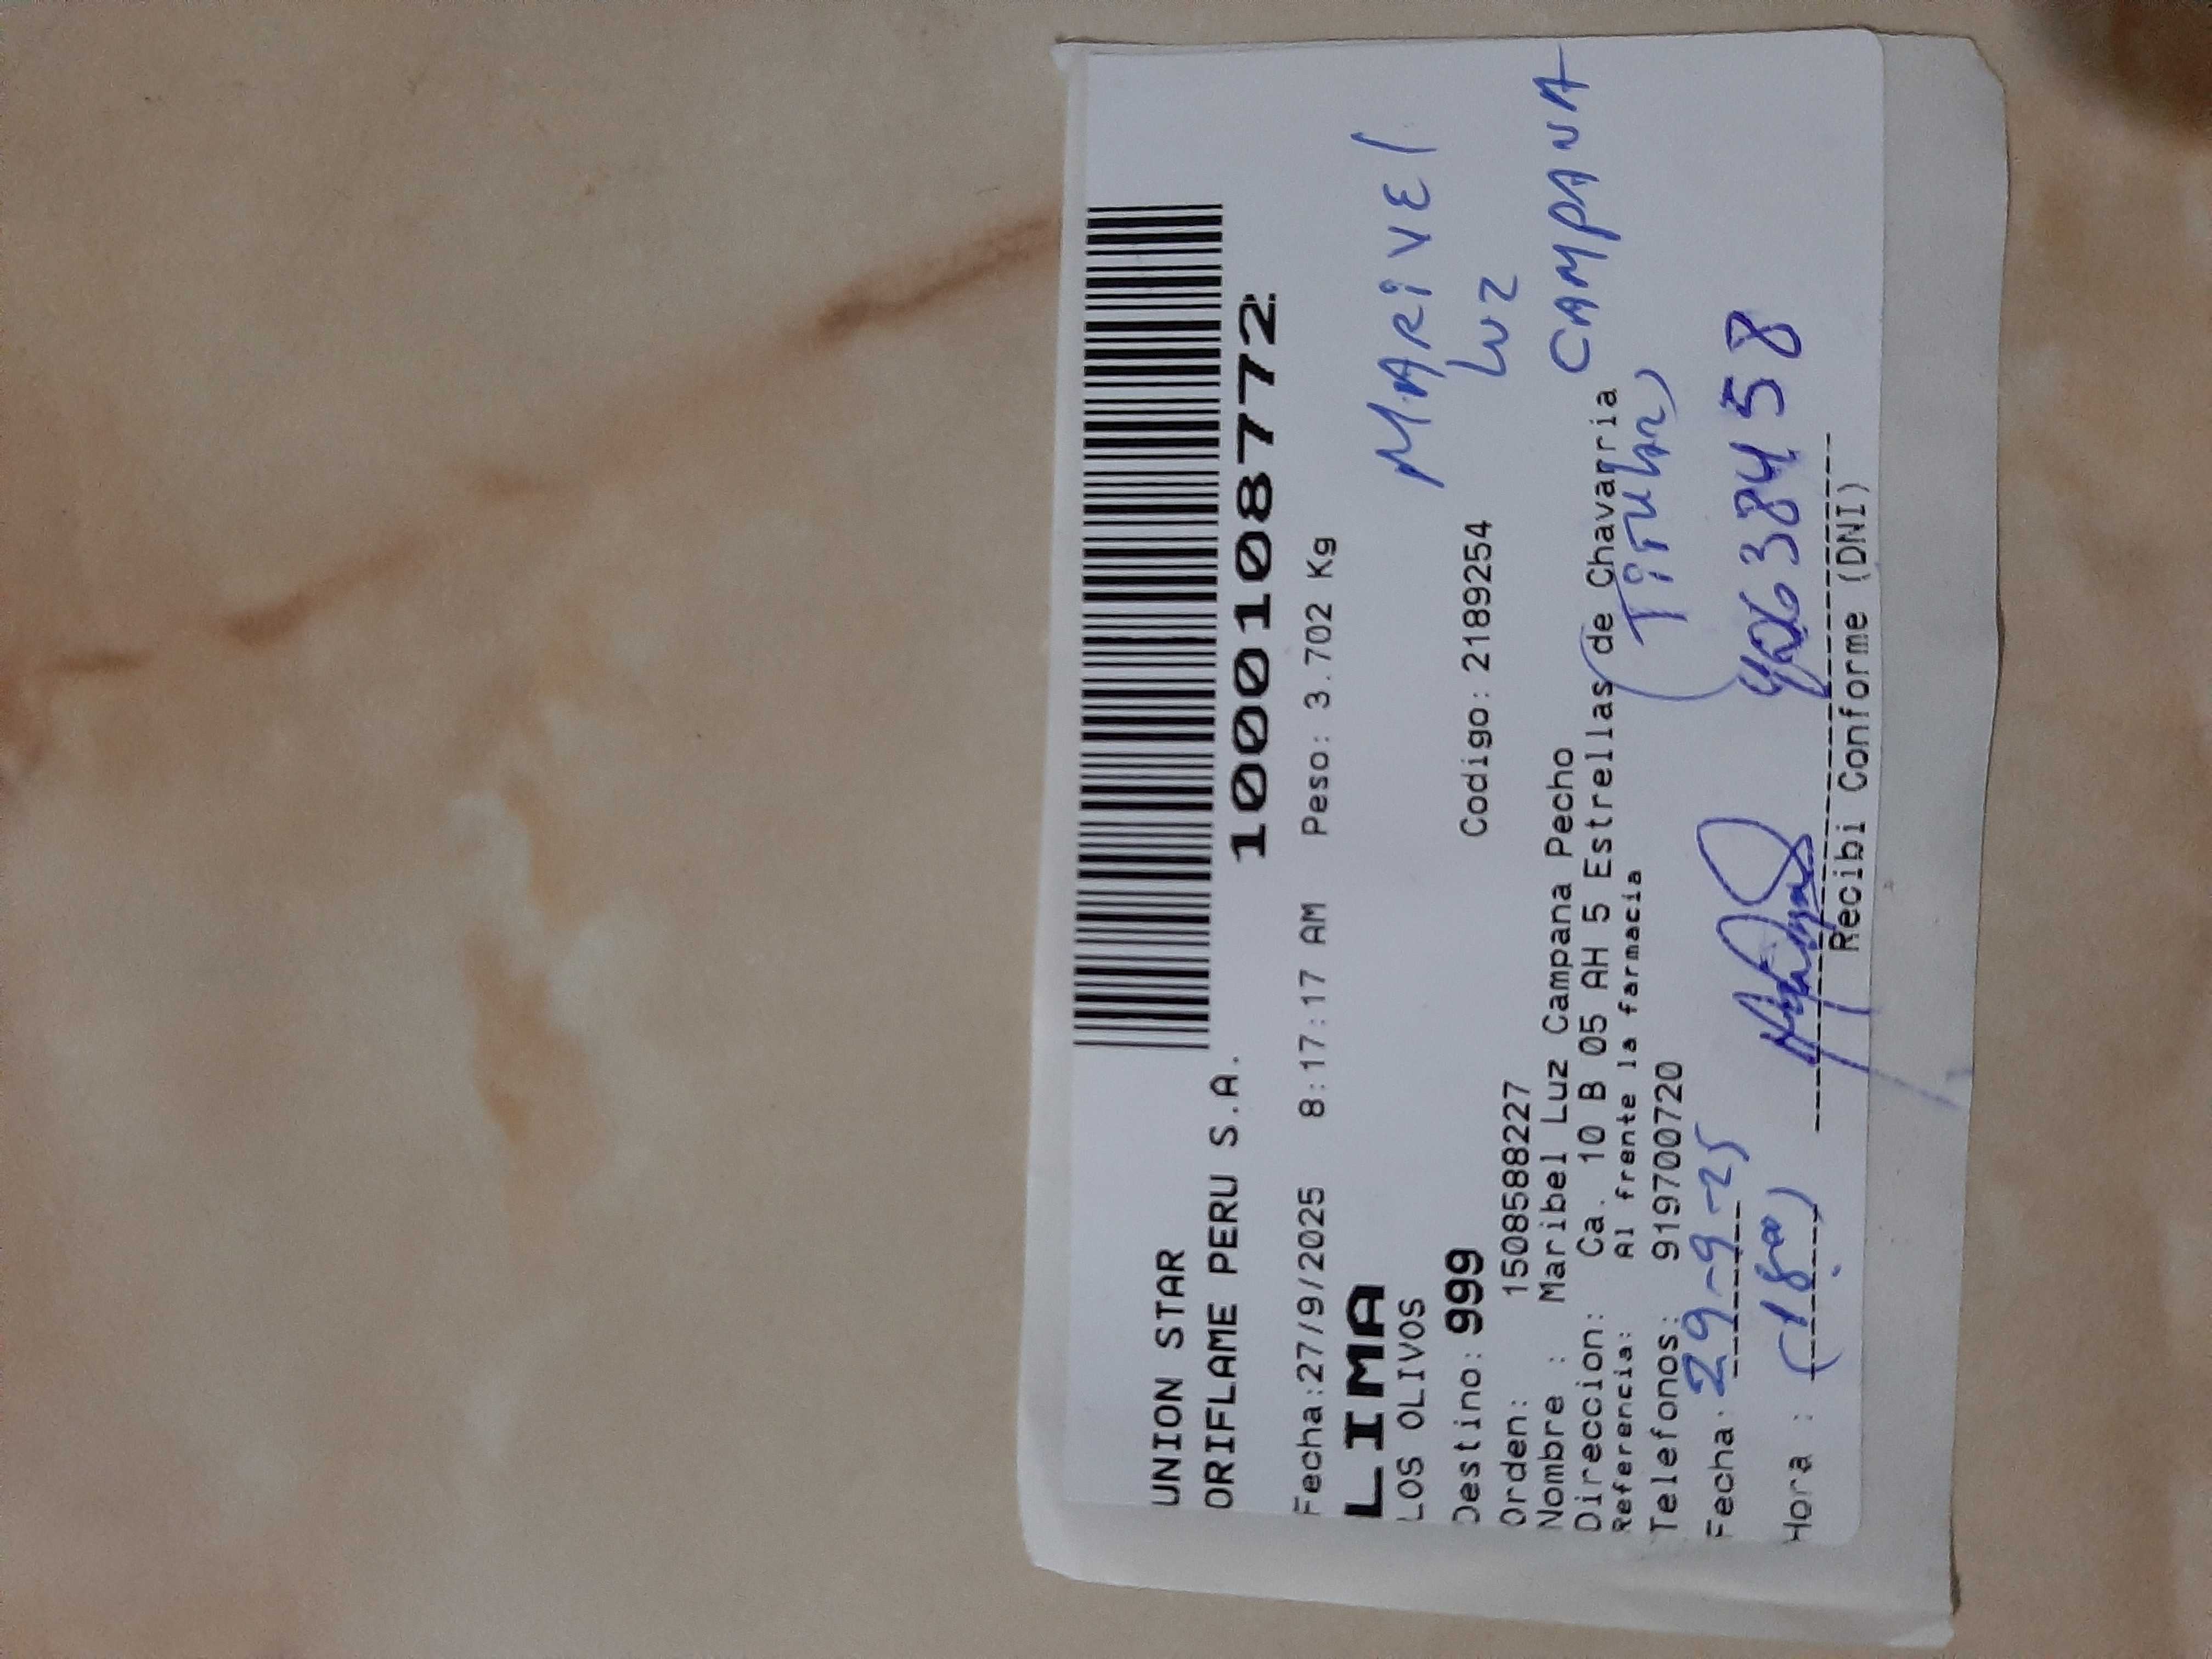 UNION STAR
ORIFLAME PERU S.A.
1000108772
Fecha:27/9/2025 8:17:17 AM Peso: 3.702 Kg
LIMA
LOS OLIVOS
MARIVEL
LUZ
CAMPANA
(Titular)
Destino: 999 Codigo: 2189254
Orden: 1508588227
Nombre : Maribel Luz Campana Pecho
Direccion: Ca. 10 B 05 AH 5 Estrellas de Chavarria
Referencia: Al frente la farmacia
Telefonos: 919700720
Fecha: 29-9-25
Hora : (18:00)
Recibi Conforme (DNI)